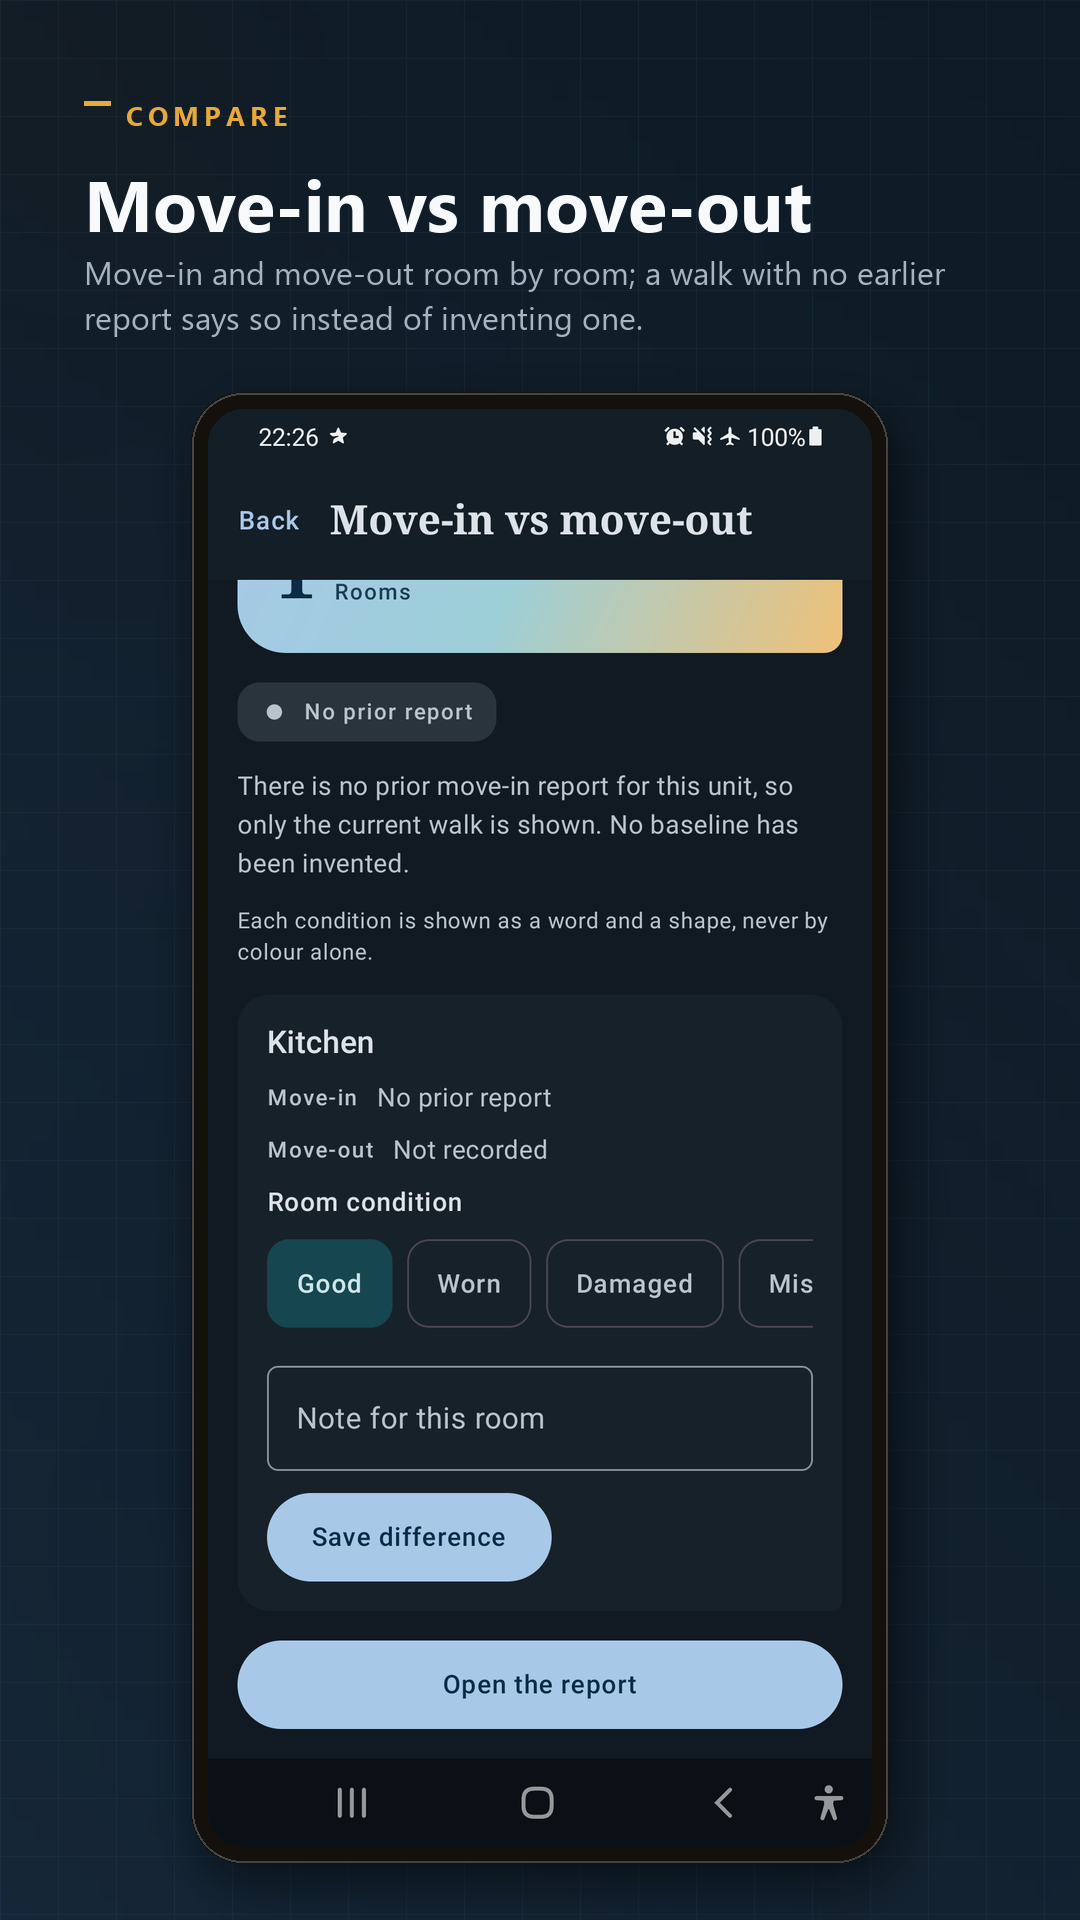 COMPARE
Move-in vs move-out
Move-in and move-out room by room; a walk with no earlier
report says so instead of inventing one.
22:26
100%
Back
Move-in vs move-out
Rooms
No prior report
There is no prior move-in report for this unit, so
only the current walk is shown. No baseline has
been invented.
Each condition is shown as a word and a shape, never by
colour alone.
Kitchen
Move-in No prior report
Move-out Not recorded
Room condition
Good
Worn
Damaged
Mis
Note for this room
Save difference
Open the report